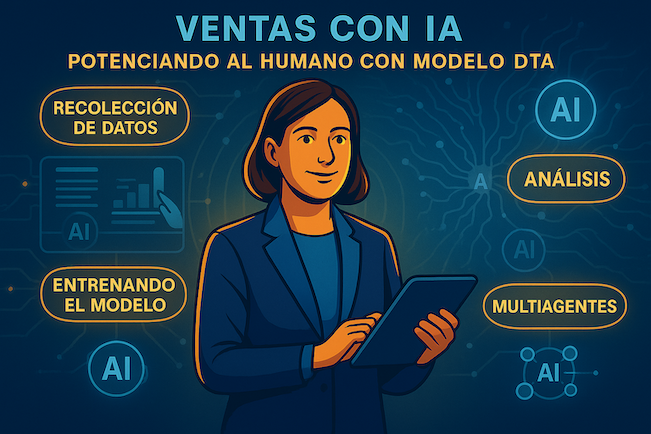 VENTAS CON IA
POTENCIANDO AL HUMANO CON MODELO DTA
RECOLECCIÓN
DE DATOS
AI
ENTRENANDO
EL MODELO
AI
AI
A
ANÁLISIS
AI
MULTIAGENTES
AI